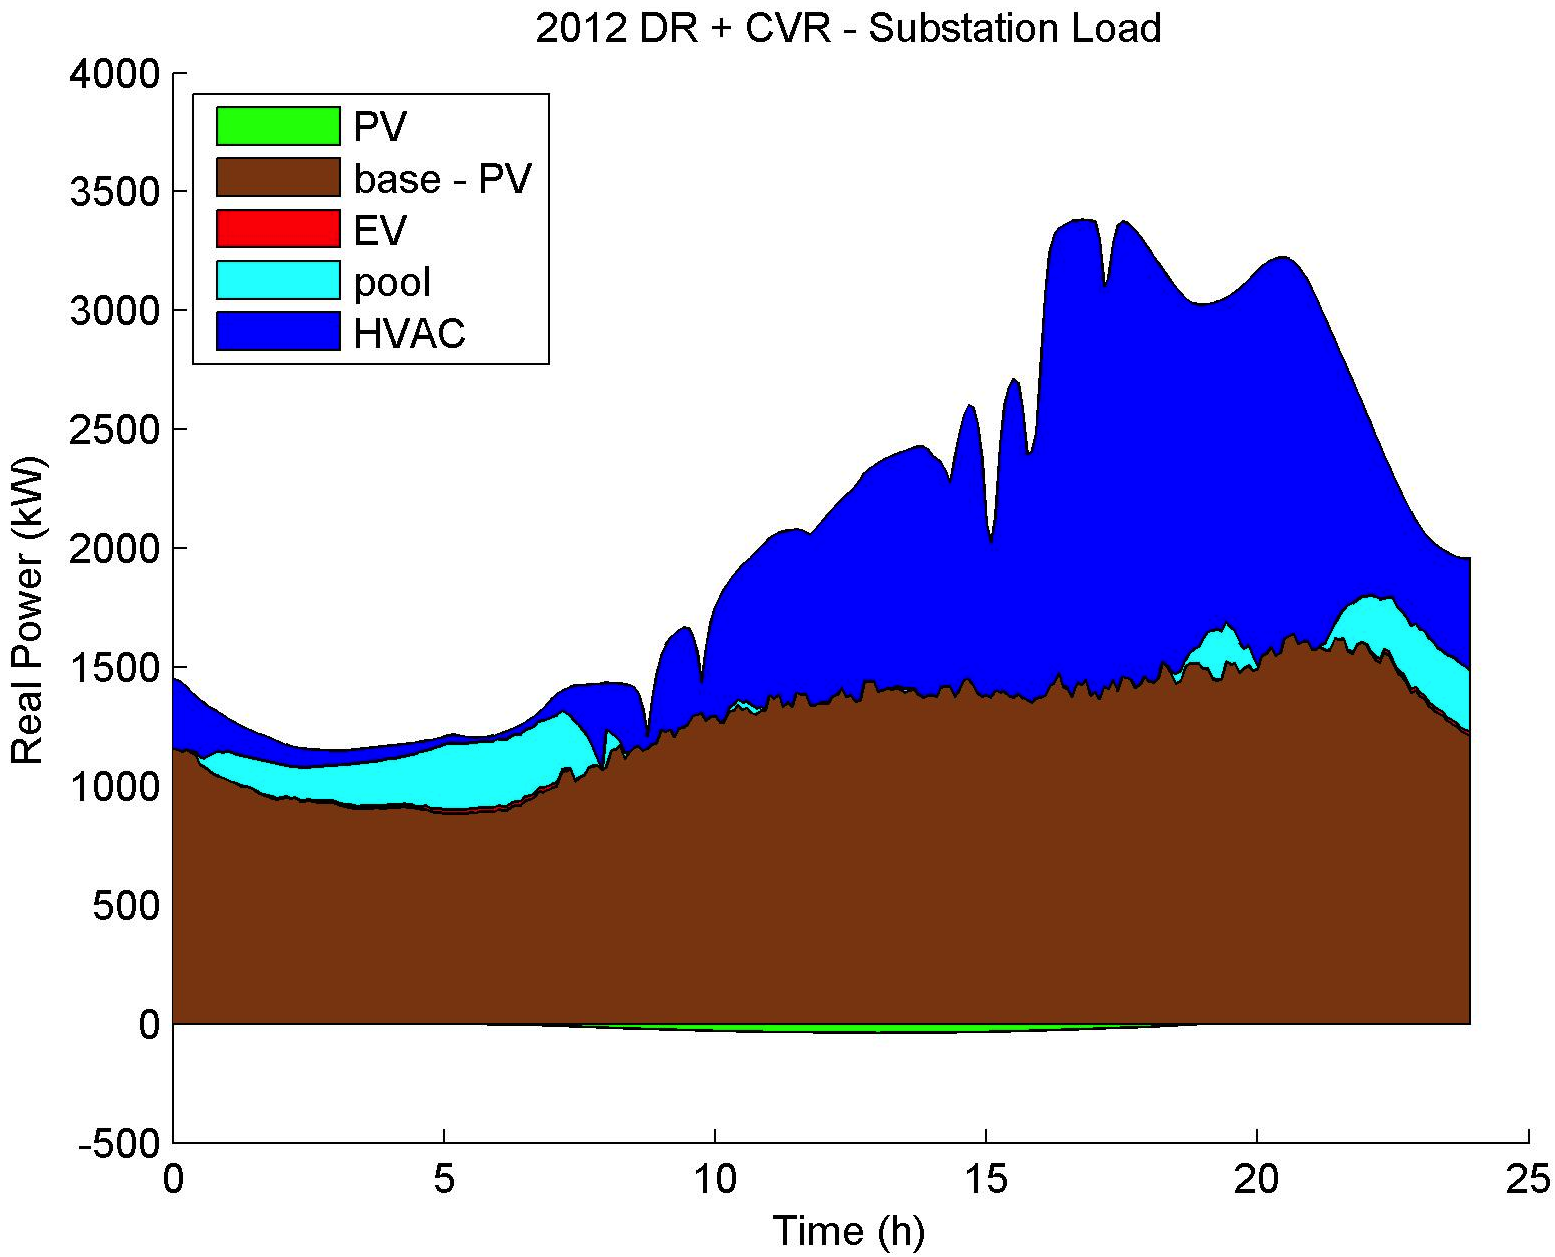 2012 DR + CVR - Substation Load
4000
3500
3000
2500
2000
1500
1000
500
0
-500
Real Power (kW)
PV
base - PV
EV
pool
HVAC
0 5 10 15 20 25
Time (h)